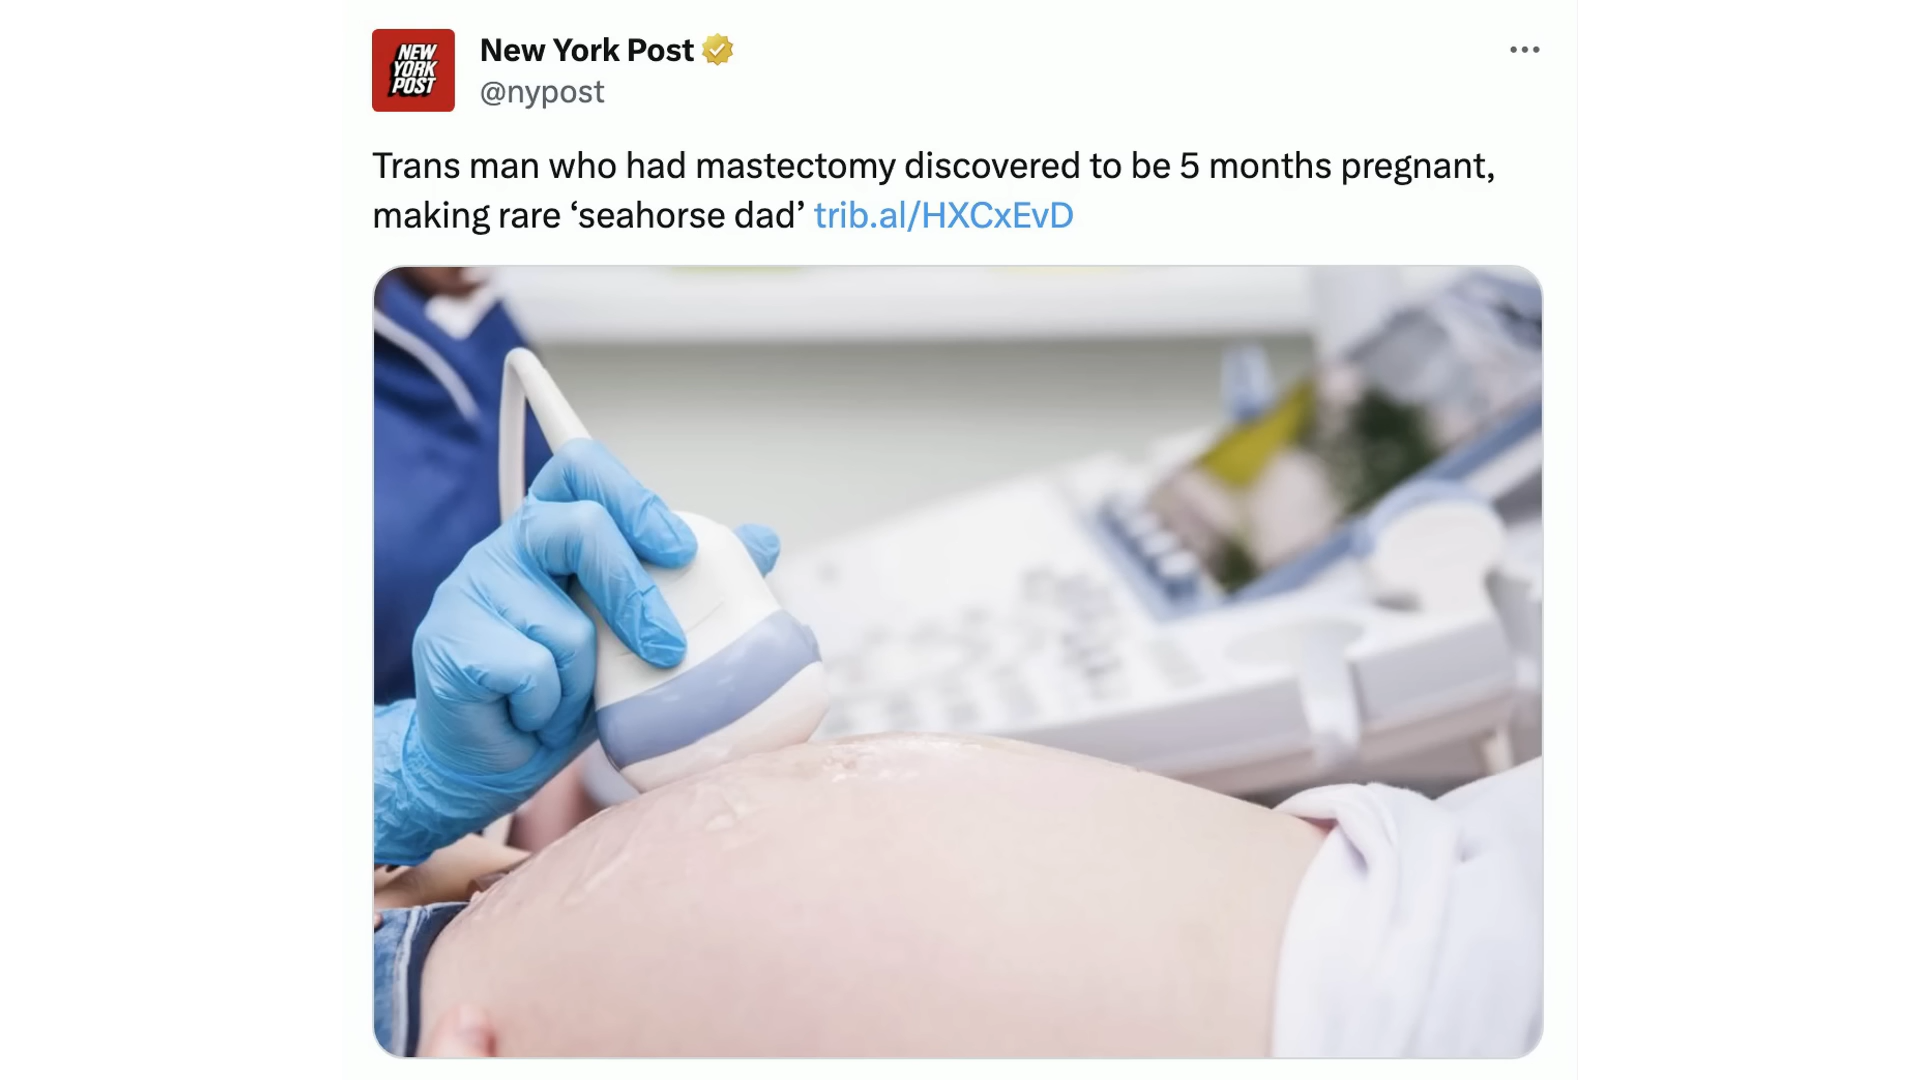 NEW
YORK
POST
New York Post
@nypost
Trans man who had mastectomy discovered to be 5 months pregnant,
making rare ‘seahorse dad’ trib.al/HXCxEvD